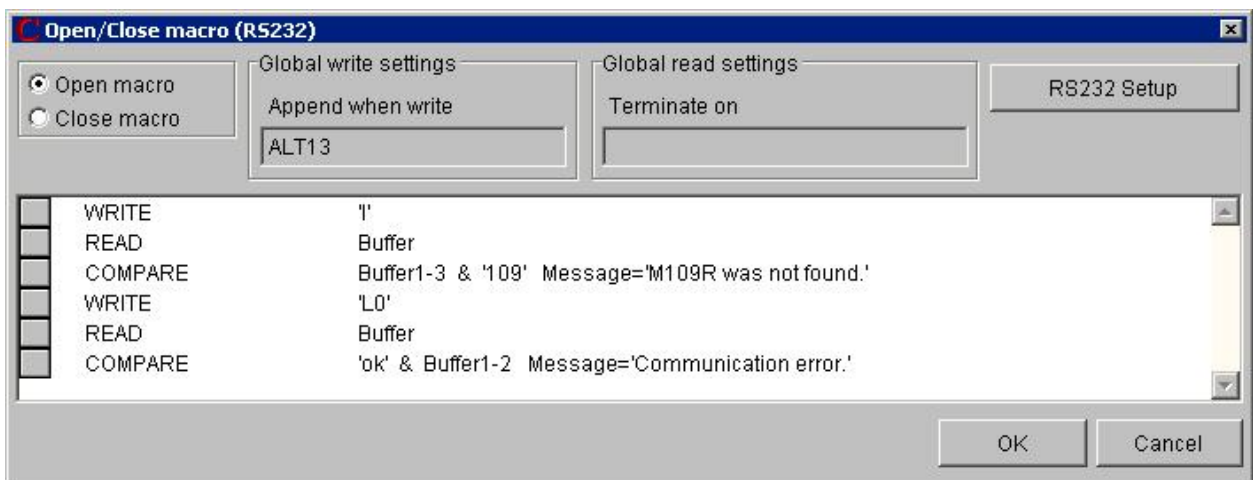 Open/Close macro (RS232)
Open macro
Close macro
Global write settings
Append when write
ALT13
Global read settings
Terminate on
RS232 Setup
WRITE 'I'
READ Buffer
COMPARE Buffer1-3 & '109' Message='M109R was not found.'
WRITE 'L0'
READ Buffer
COMPARE 'ok' & Buffer1-2 Message='Communication error.'
OK
Cancel